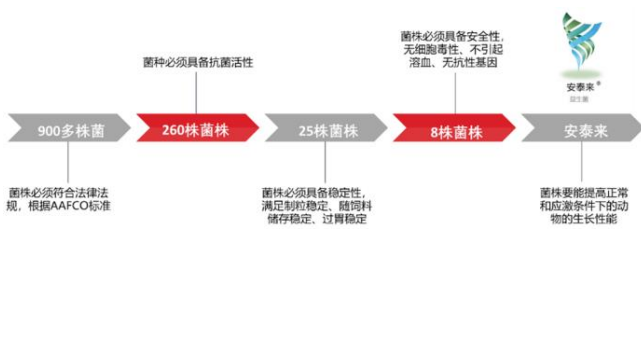 菌株必须具备安全性，
无细胞毒性、不引起
溶血、无抗性基因
安泰来®
益生菌
菌种必须具备抗菌活性
900多株菌
260株菌株
25株菌株
8株菌株
安泰来
菌株必须符合法律法
规，根据AAFCO标准
菌株必须具备稳定性，
满足制粒稳定、随饲料
储存稳定、过胃稳定
菌株要能提高正常
和应激条件下的动
物的生长性能